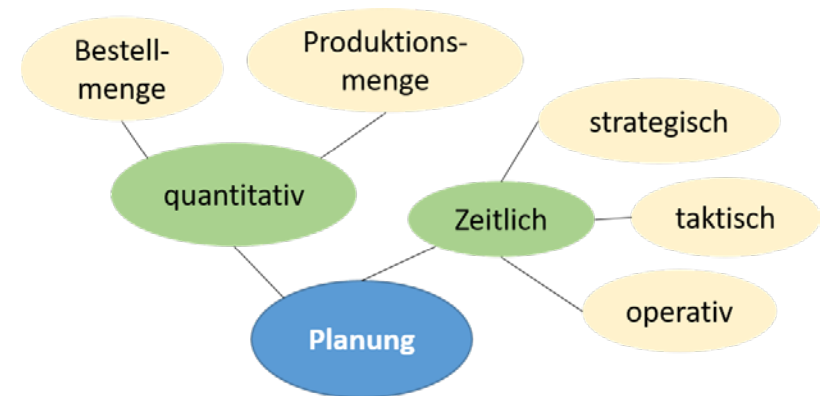 Bestell-
menge
Produktions-
menge
strategisch
quantitativ
Zeitlich
taktisch
operativ
Planung